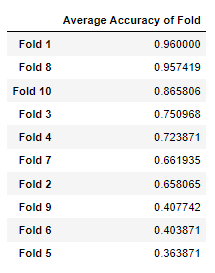 Average Accuracy of Fold
Fold 1 0.960000
Fold 8 0.957419
Fold 10 0.865806
Fold 3 0.750968
Fold 4 0.723871
Fold 7 0.661935
Fold 2 0.658065
Fold 9 0.407742
Fold 6 0.403871
Fold 5 0.363871